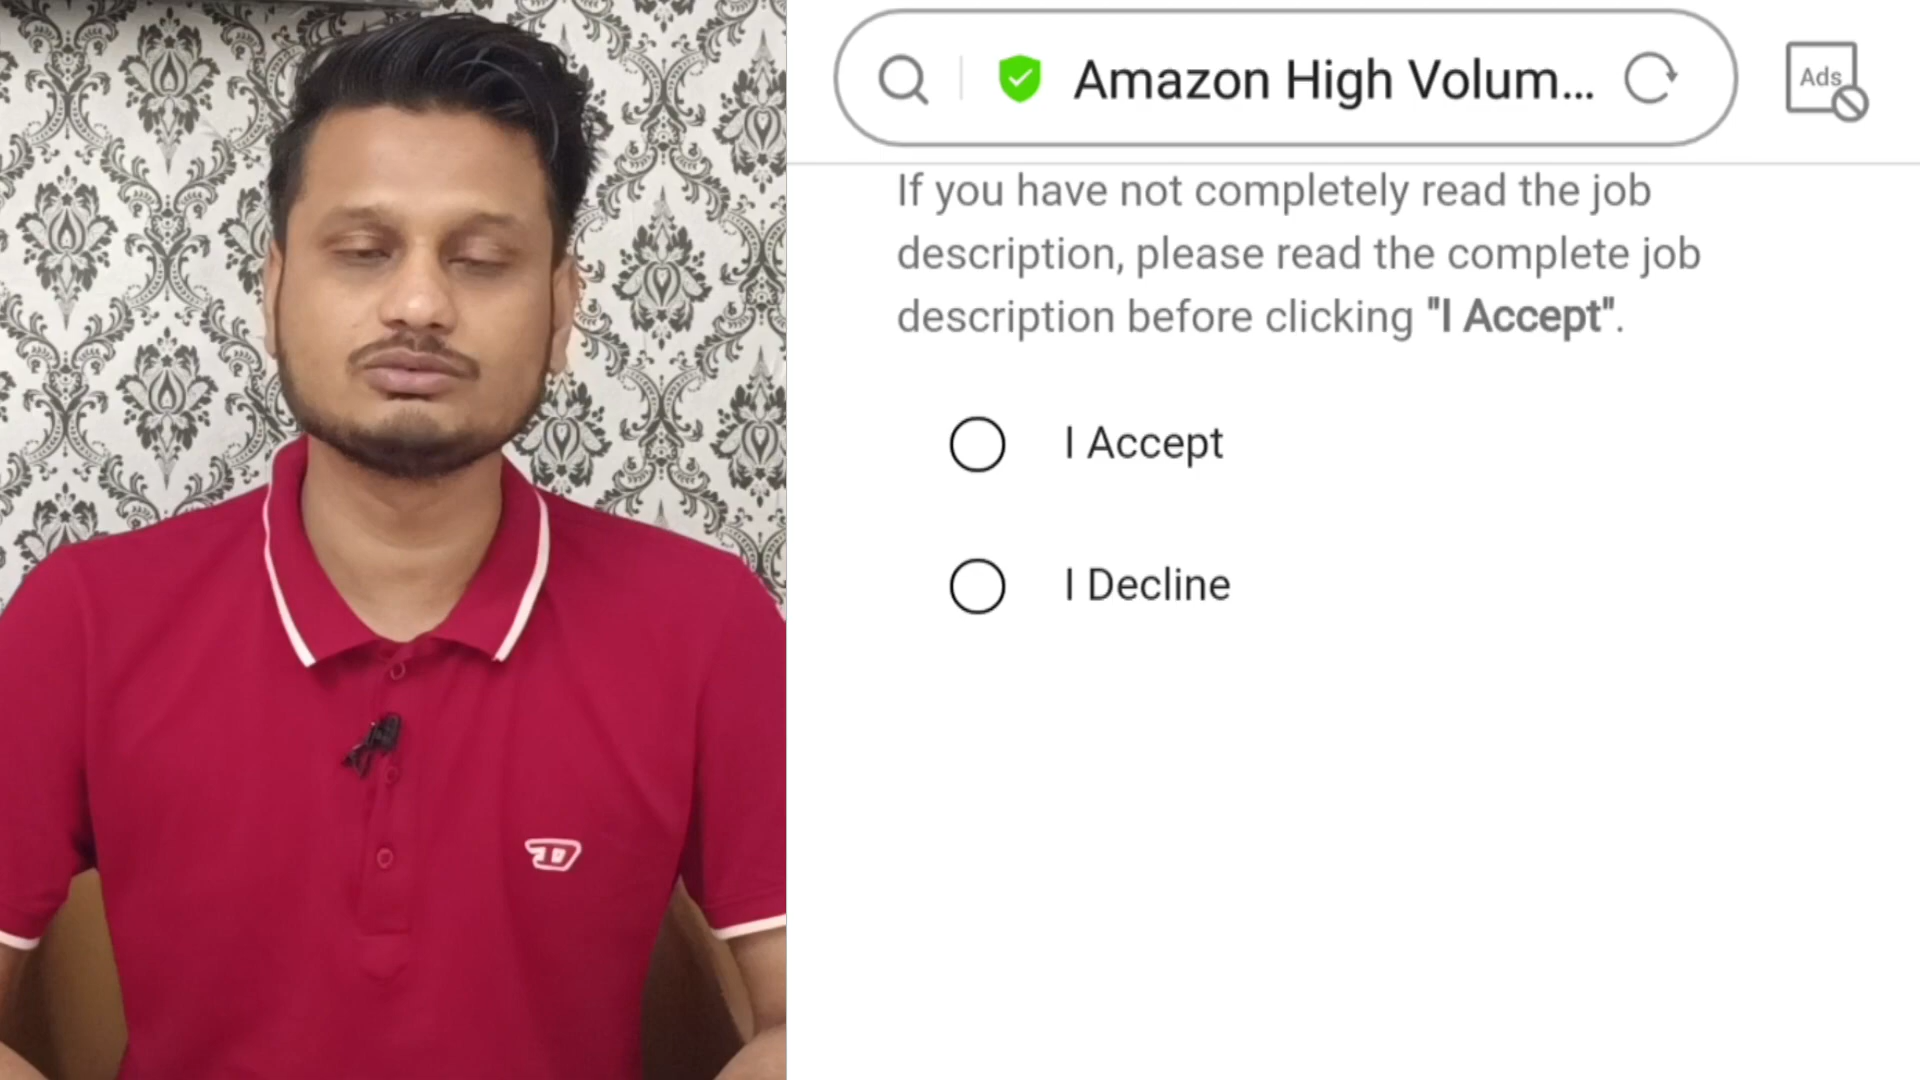 Amazon High Volum...
Ads
If you have not completely read the job
description, please read the complete job
description before clicking "I Accept".
I Accept
I Decline
D